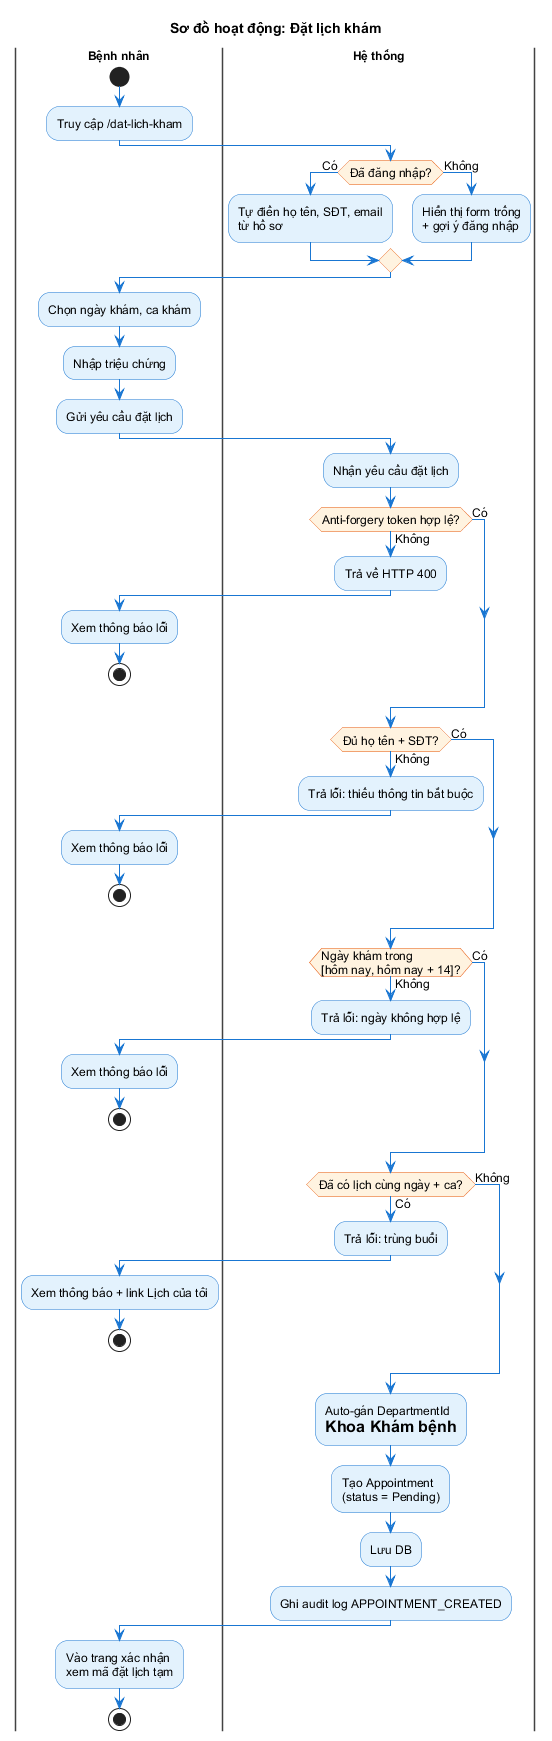 Sơ đồ hoạt động: Đặt lịch khám
Bệnh nhân
Hệ thống
Truy cập /dat-lich-kham
Có
Đã đăng nhập?
Không
Tự điền họ tên, SĐT, email
từ hồ sơ
Hiển thị form trống
+ gợi ý đăng nhập
Chọn ngày khám, ca khám
Nhập triệu chứng
Gửi yêu cầu đặt lịch
Nhận yêu cầu đặt lịch
Anti-forgery token hợp lệ?
Có
Không
Trả về HTTP 400
Xem thông báo lỗi
Đủ họ tên + SĐT?
Có
Không
Trả lỗi: thiếu thông tin bắt buộc
Xem thông báo lỗi
Ngày khám trong
[hôm nay, hôm nay + 14]?
Có
Không
Trả lỗi: ngày không hợp lệ
Xem thông báo lỗi
Đã có lịch cùng ngày + ca?
Không
Có
Trả lỗi: trùng buổi
Xem thông báo + link Lịch của tôi
Auto-gán DepartmentId
Khoa Khám bệnh
Tạo Appointment
(status = Pending)
Lưu DB
Ghi audit log APPOINTMENT_CREATED
Vào trang xác nhận
xem mã đặt lịch tạm